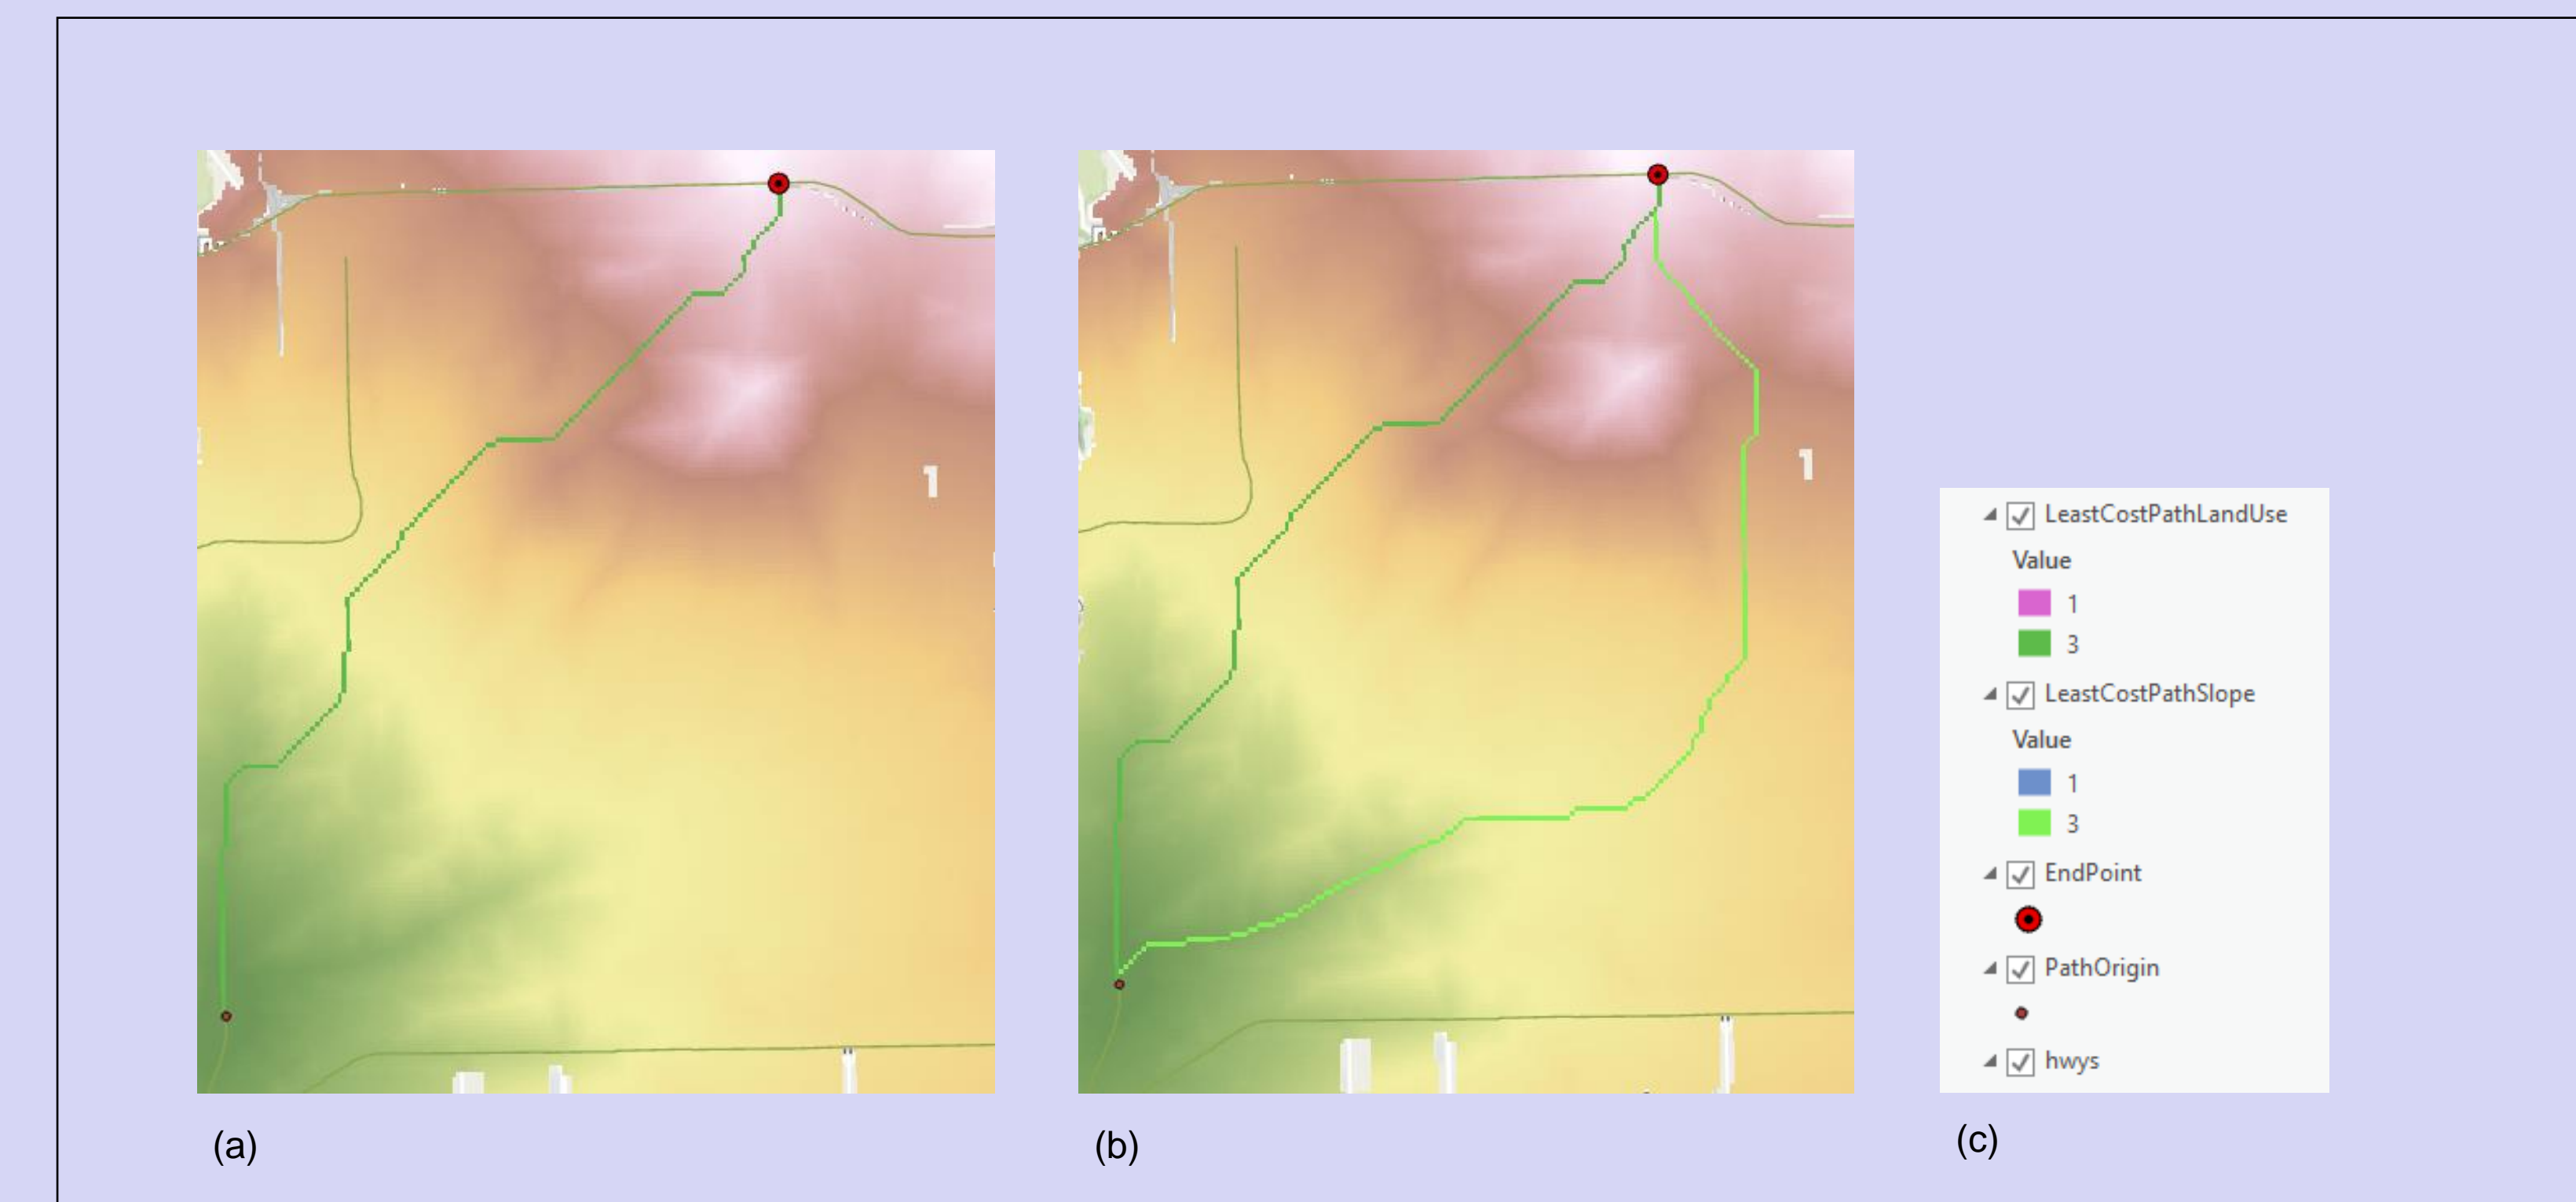 1
1
LeastCostPathLandUse
Value
1
3
LeastCostPathSlope
Value
1
3
EndPoint
PathOrigin
hwys
(a)
(b)
(c)